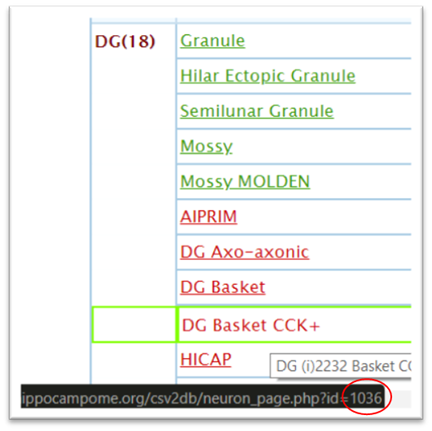 DG(18) Granule
Hilar Ectopic Granule
Semilunar Granule
Mossy
Mossy MOLDEN
AIPRIM
DG Axo-axonic
DG Basket
DG Basket CCK+
HICAP
DG (i)2232 Basket CC
ippocampome.org/csv2db/neuron_page.php?id=1036